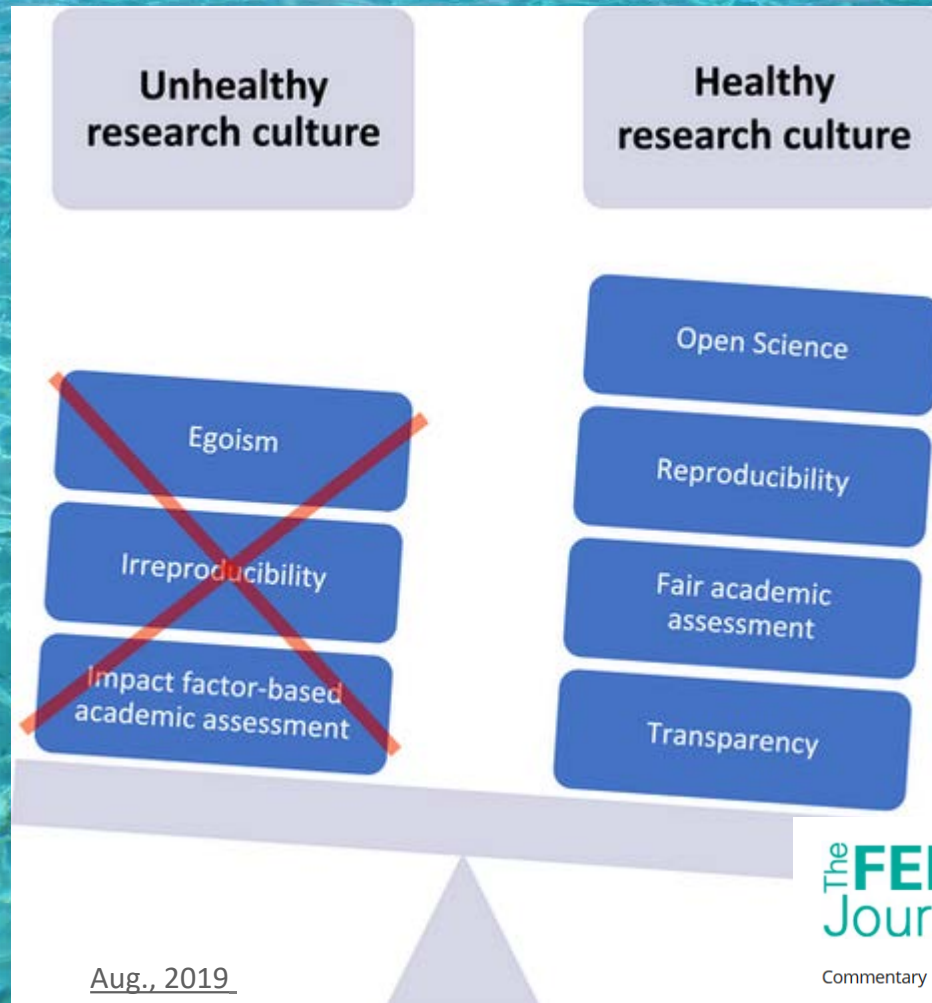 Unhealthy
research culture
Healthy
research culture
Egoism
Irreproducibility
Impact factor-based
academic assessment
Open Science
Reproducibility
Fair academic
assessment
Transparency
Aug., 2019
The
Commentary